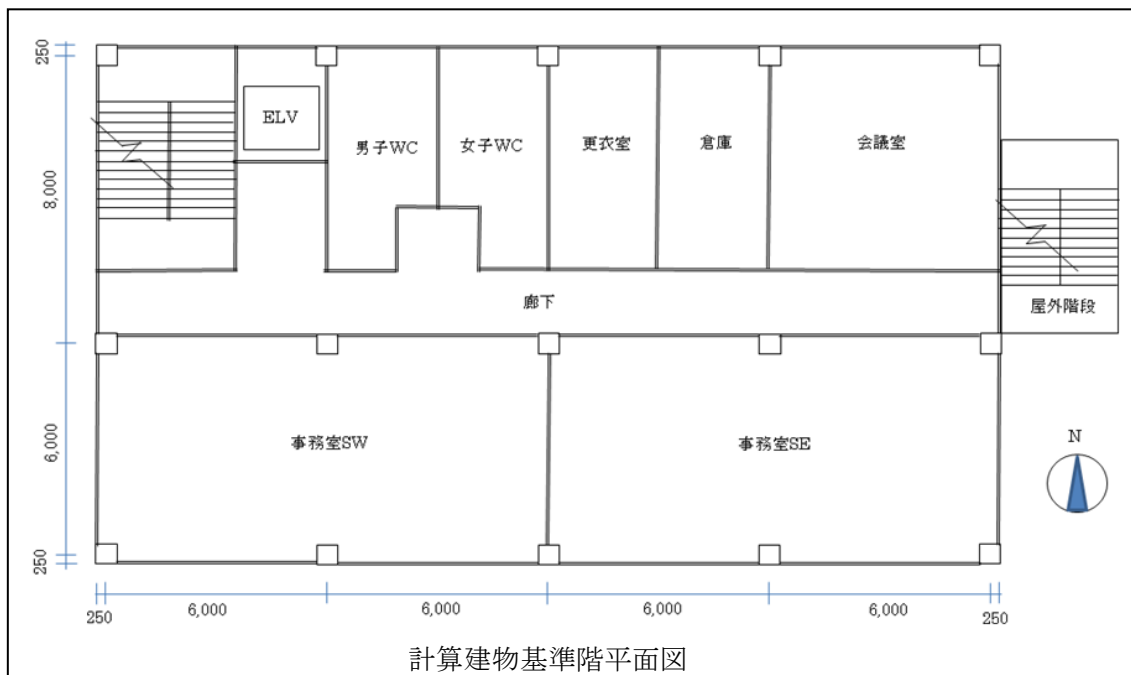 250
ELV
男子WC
女子WC
更衣室
倉庫
会議室
8,000
廊下
屋外階段
6,000
事務室SW
事務室SE
N
250
250
6,000
6,000
6,000
6,000
250
計算建物基準階平面図